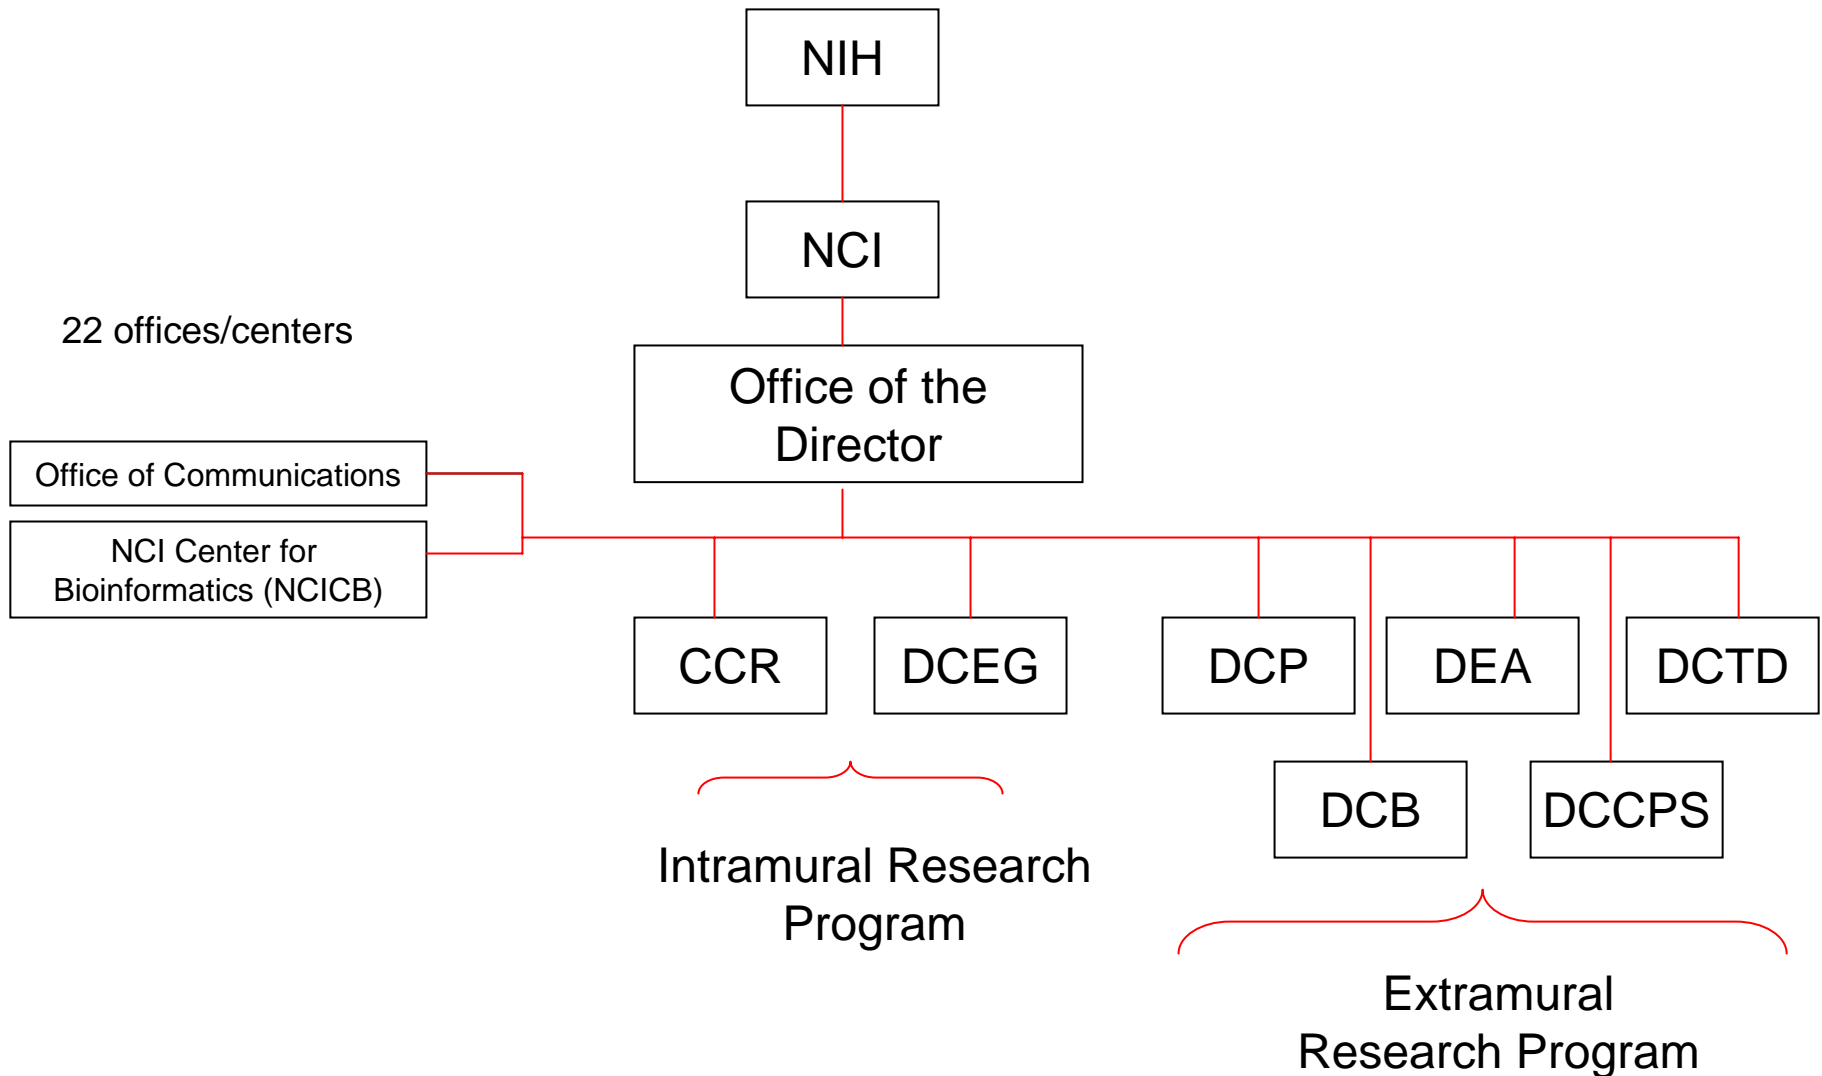 NIH
NCI
22 offices/centers
Office of the
Director
Office of Communications
NCI Center for
Bioinformatics (NCICB)
CCR
DCEG
DCP
DEA
DCTD
DCB
DCCPS
Intramural Research
Program
Extramural
Research Program